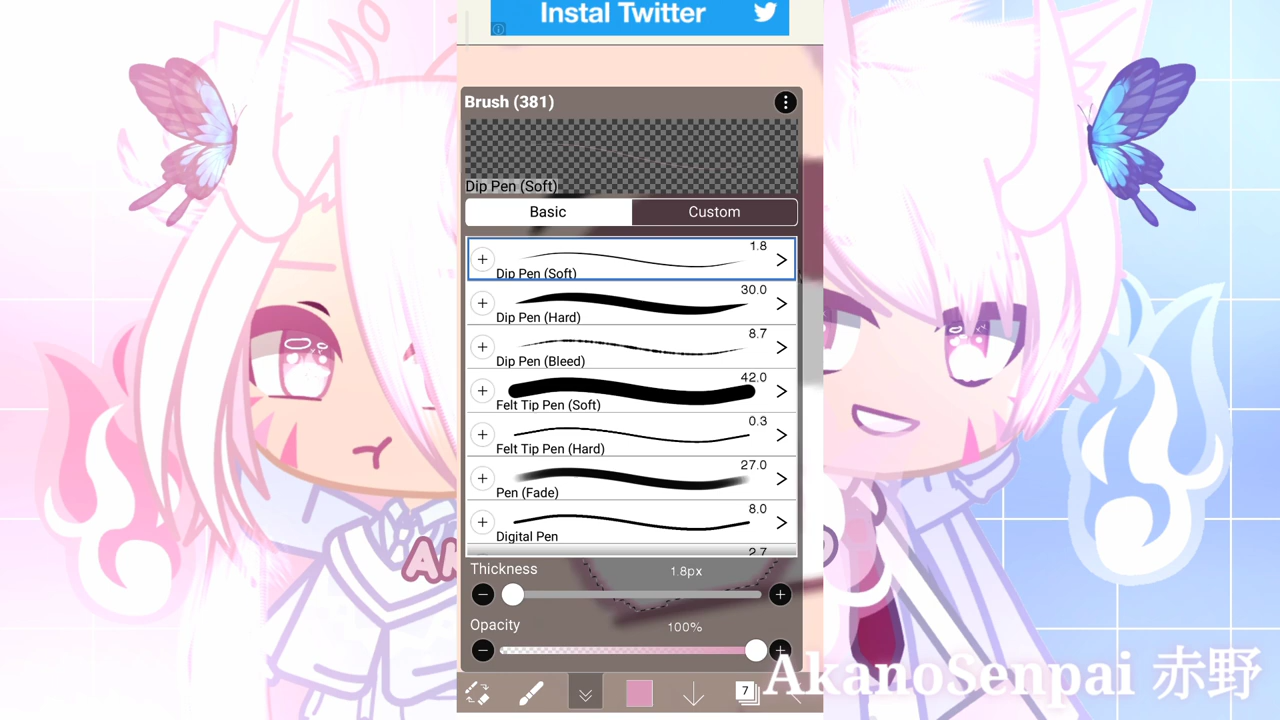 Instal Twitter
Brush (381)
Dip Pen (Soft)
Basic
Custom
1.8
Dip Pen (Soft)
30.0
Dip Pen (Hard)
8.7
Dip Pen (Bleed)
42.0
Felt Tip Pen (Soft)
0.3
Felt Tip Pen (Hard)
27.0
Pen (Fade)
8.0
Digital Pen
2.7
Thickness
1.8px
Opacity
100%
7
AkanoSenpai 赤野